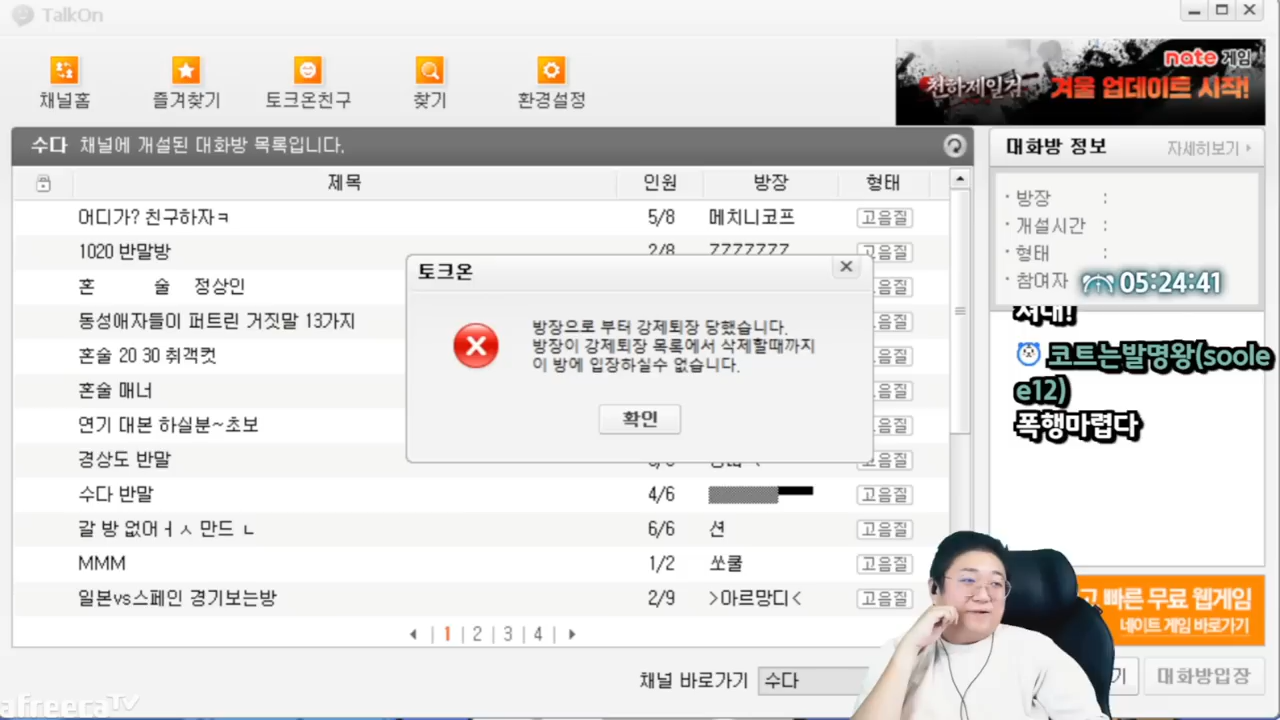 TalkOn
채널홈
즐겨찾기
토크온친구
찾기
환경설정
nate 게임
천하제일검
겨울 업데이트 시작!
수다 채널에 개설된 대화방 목록입니다.
제목 인원 방장 형태
어디가? 친구하자ㅋ 5/8 메치니코프 고음질
1020 반말방 2/8 7777777 고음질
혼 술 정상인 고음질
동성애자들이 퍼트린 거짓말 13가지 고음질
혼술 20 30 취객컷 고음질
혼술 매너 고음질
연기 대본 하실분~초보 고음질
경상도 반말 고음질
수다 반말 4/6 고음질
갈 방 없어ㅕㅅ 만드 ㄴ 6/6 션 고음질
MMM 1/2 쏘쿨 고음질
일본vs스페인 경기보는방 2/9 >아르망디< 고음질
1 | 2 | 3 | 4
채널 바로가기 수다
토크온
방장으로 부터 강제퇴장 당했습니다.
방장이 강제퇴장 목록에서 삭제할때까지
이 방에 입장하실수 없습니다.
확인
대화방 정보 자세히보기
방장 :
개설시간 :
형태 :
참여자
05:24:41
코트는발명왕(soole
e12)
폭행마렵다
빠른 무료 웹게임
네이트 게임 바로가기
대화방입장
afreecaTV